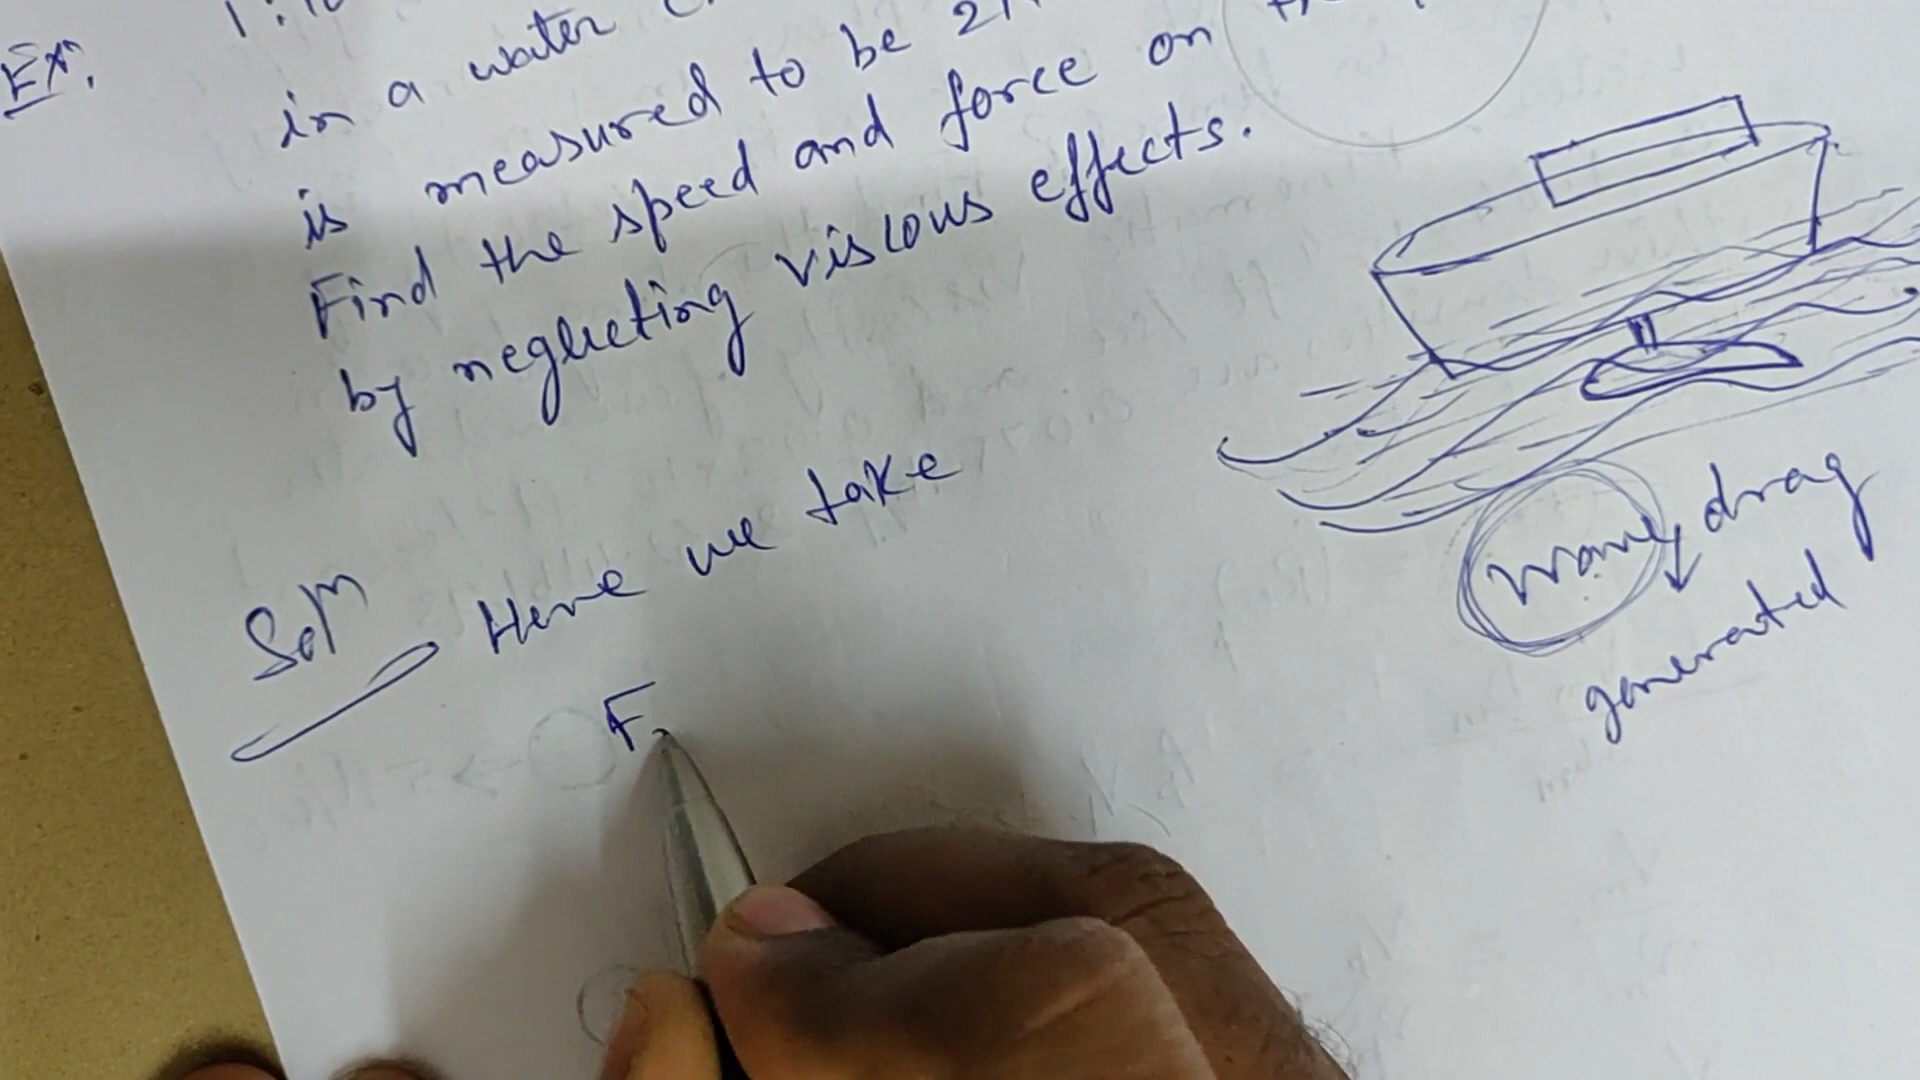 Ex.
in a water
is measured to be 2
Find the speed and force on
by neglecting viscous effects.
Soln Here we take
F
Wave drag
generated